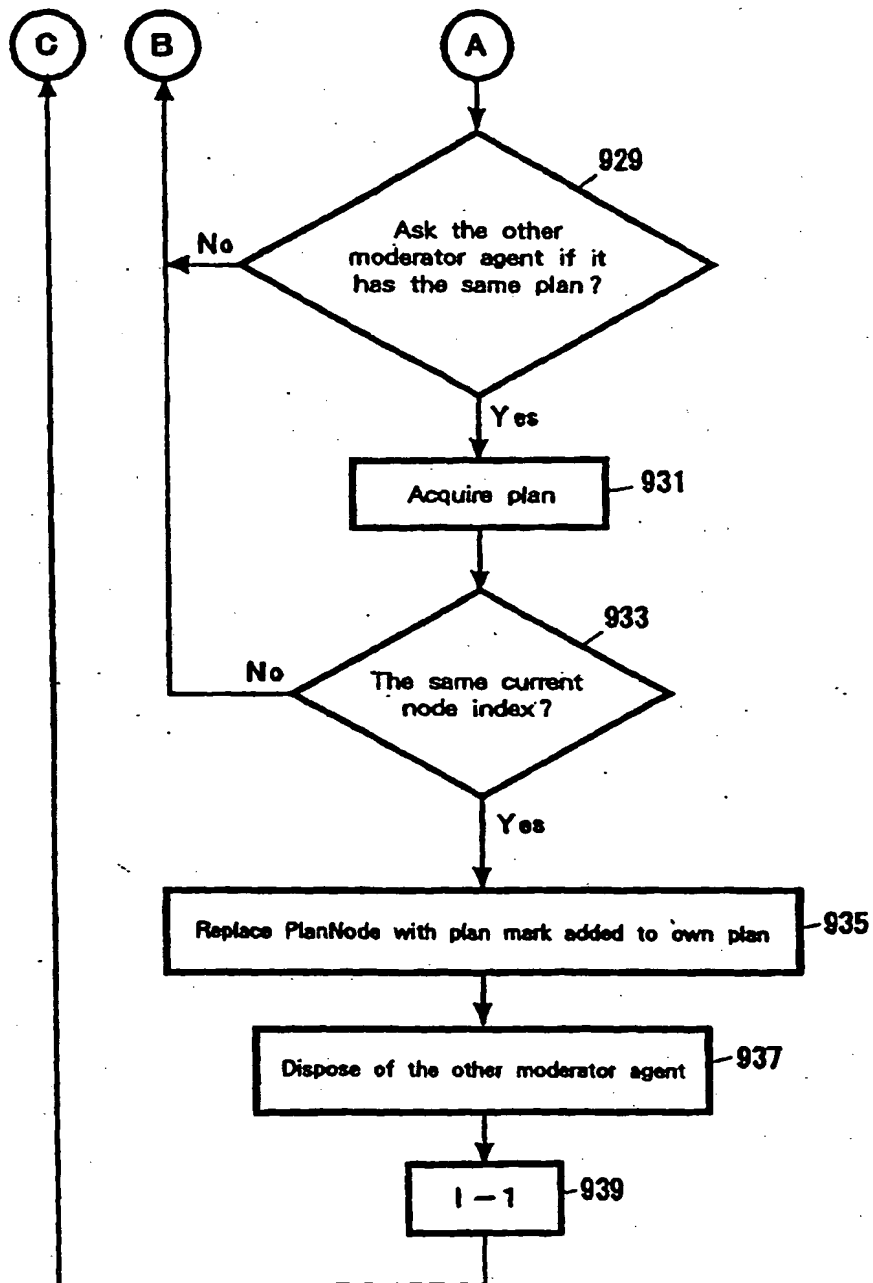 C
B
A
929
Ask the other
moderator agent if it
has the same plan?
No
Yes
Acquire plan
931
933
The same current
node index?
No
Yes
Replace PlanNode with plan mark added to own plan
935
Dispose of the other moderator agent
937
I - 1
939